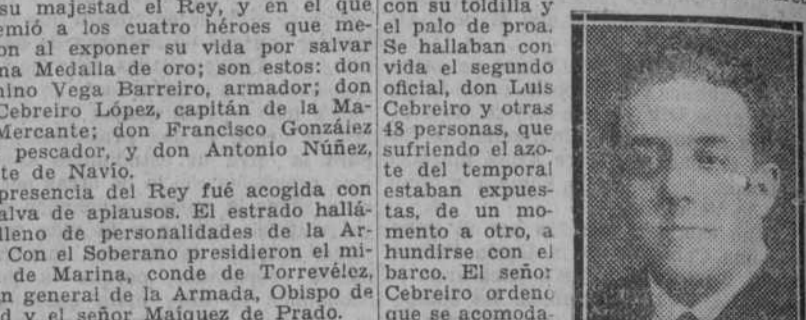 su majestad el Rey, y en el que
emió a los cuatro héroes que me-
on al exponer su vida por salvar
na Medalla de oro; son estos: don
nino Vega Barreiro, armador; don
Cebreiro López, capitán de la Ma-
Mercante; don Francisco González
pescador, y don Antonio Núñez,
te de Navío.
presencia del Rey fué acogida con
alva de aplausos. El estrado hallá-
lleno de personalidades de la Ar-
Con el Soberano presidieron el mi-
de Marina, conde de Torrevélez,
n general de la Armada, Obispo de
d y el señor Maíquez de Prado.
con su toldilla y
el palo de proa.
Se hallaban con
vida el segundo
oficial, don Luis
Cebreiro y otras
48 personas, que
sufriendo el azo-
te del temporal
estaban expues-
tas, de un mo-
mento a otro, a
hundirse con el
barco. El señor
Cebreiro ordenó
que se acomoda-